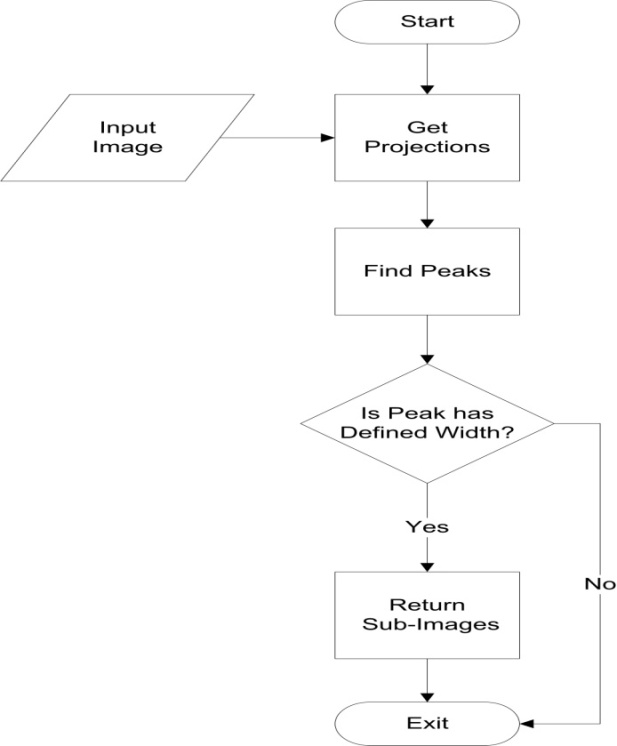 Start
Input
Image
Get
Projections
Find Peaks
Is Peak has
Defined Width?
Yes
No
Return
Sub-Images
Exit